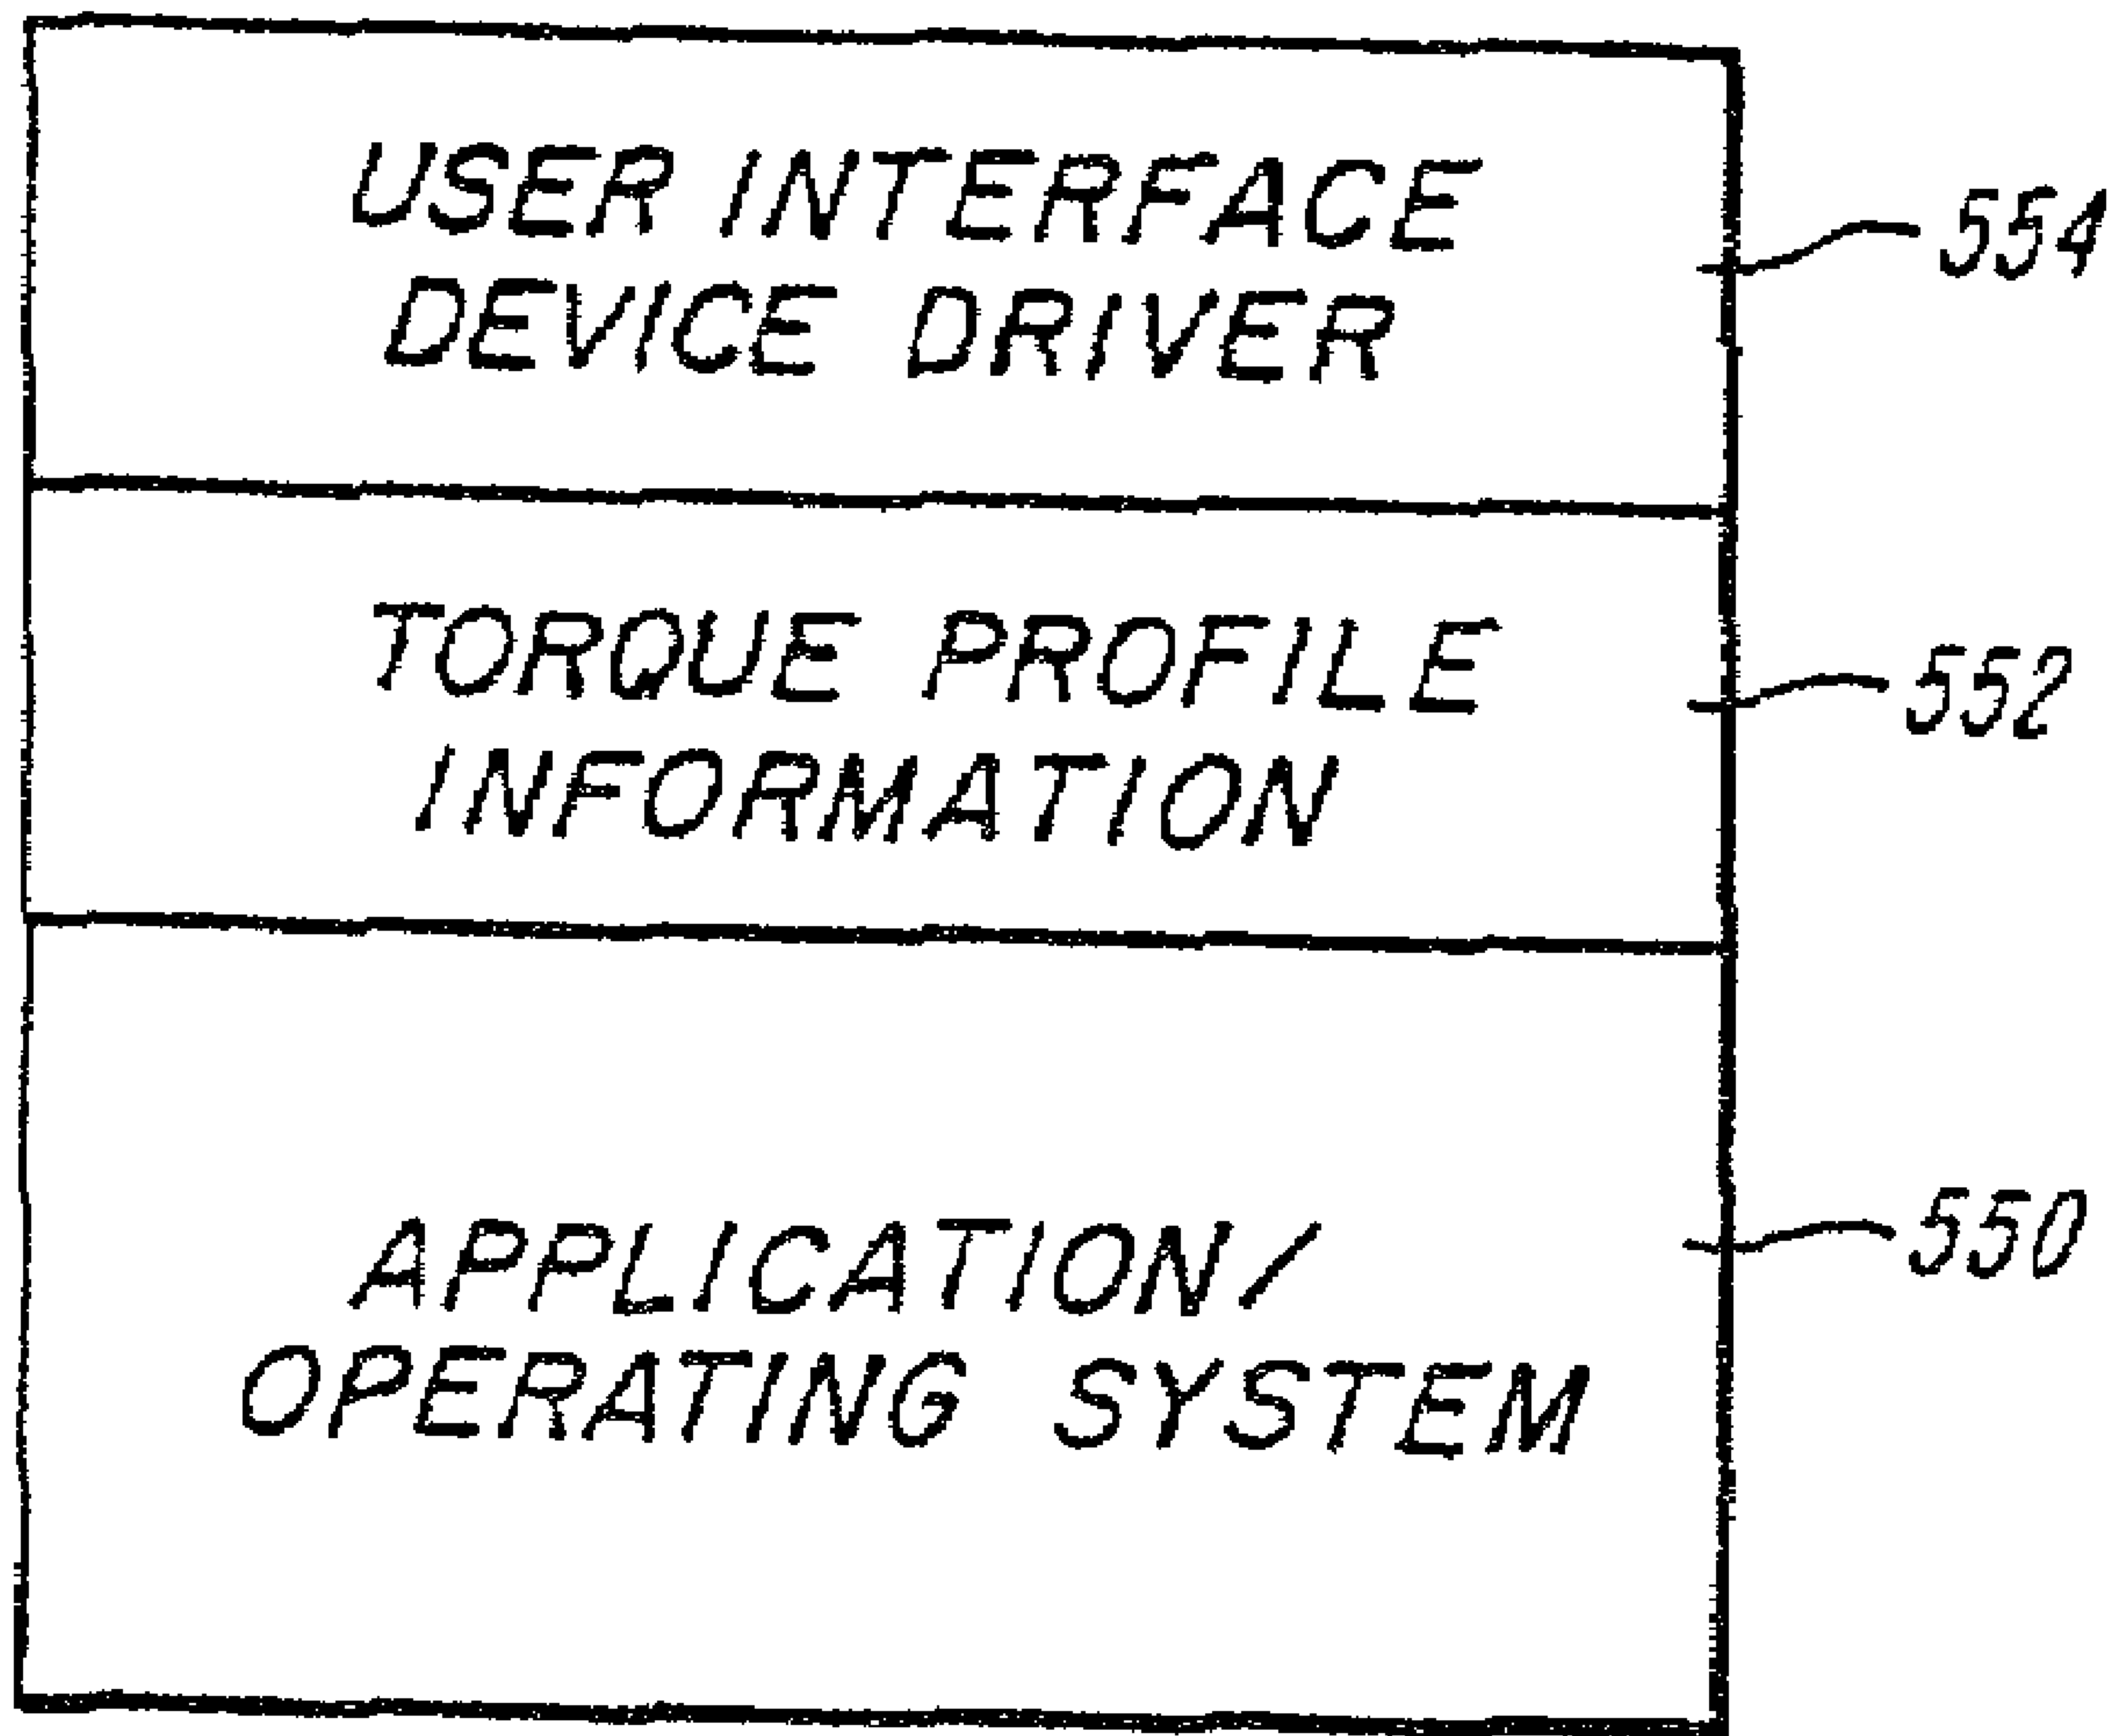 USER INTERFACE
DEVICE DRIVER
554
TORQUE PROFILE
INFORMATION
552
APPLICATION/
OPERATING SYSTEM
550